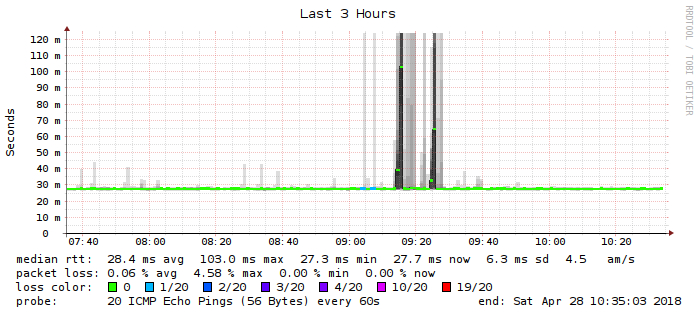 Last 3 Hours
RRDTOOL / TOBI OETIKER
Seconds
120 m
110 m
100 m
90 m
80 m
70 m
60 m
50 m
40 m
30 m
20 m
10 m
0
07:40 08:00 08:20 08:40 09:00 09:20 09:40 10:00 10:20
median rtt: 28.4 ms avg 103.0 ms max 27.3 ms min 27.7 ms now 6.3 ms sd 4.5 am/s
packet loss: 0.06 % avg 4.58 % max 0.00 % min 0.00 % now
loss color: 0 1/20 2/20 3/20 4/20 10/20 19/20
probe: 20 ICMP Echo Pings (56 Bytes) every 60s end: Sat Apr 28 10:35:03 2018